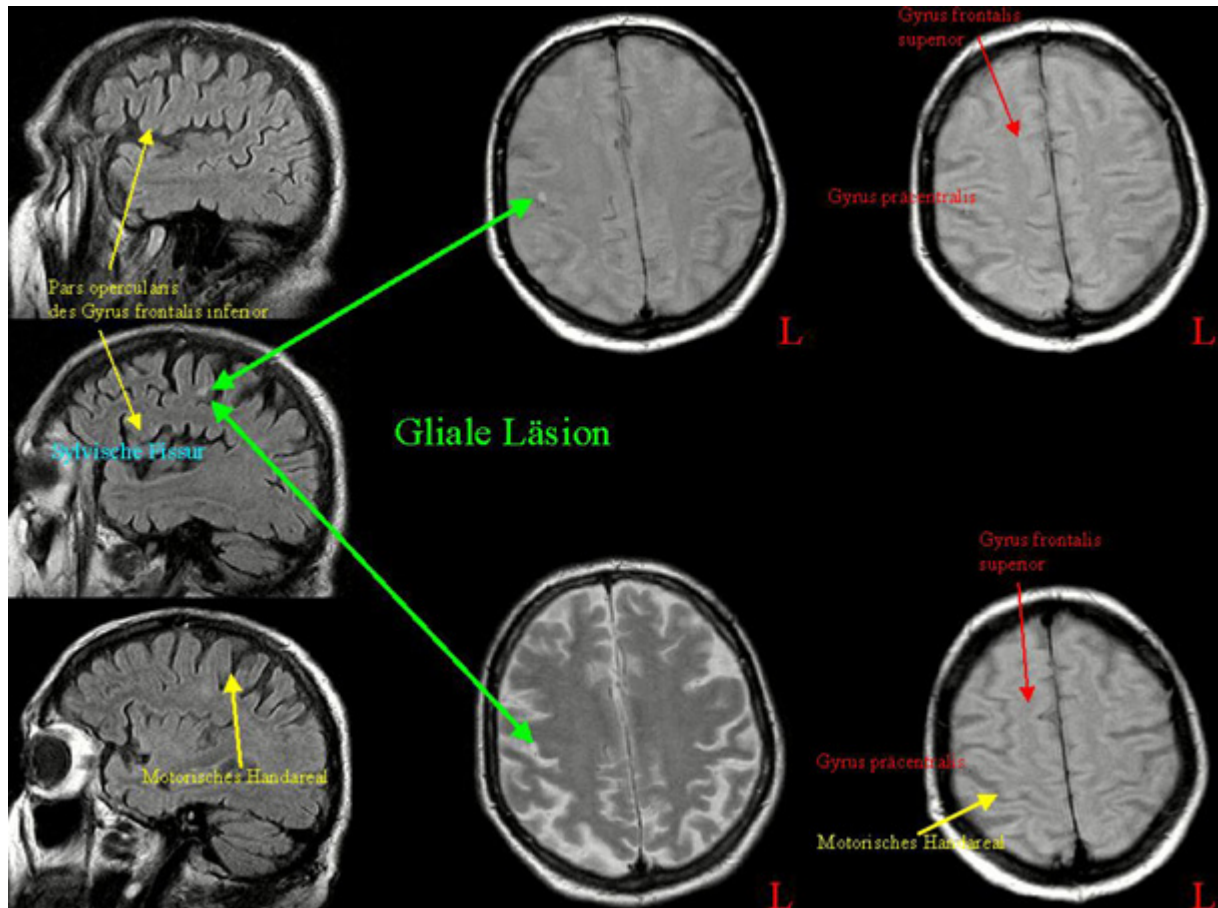 Gyrus frontalis
superior
Gyrus präcentralis
Pars opercularis
des Gyrus frontalis inferior
L
L
Gliale Läsion
Sylvische Fissur
Gyrus frontalis
superior
Gyrus präcentralis
Motorisches Handareal
Motorisches Handareal
L
L